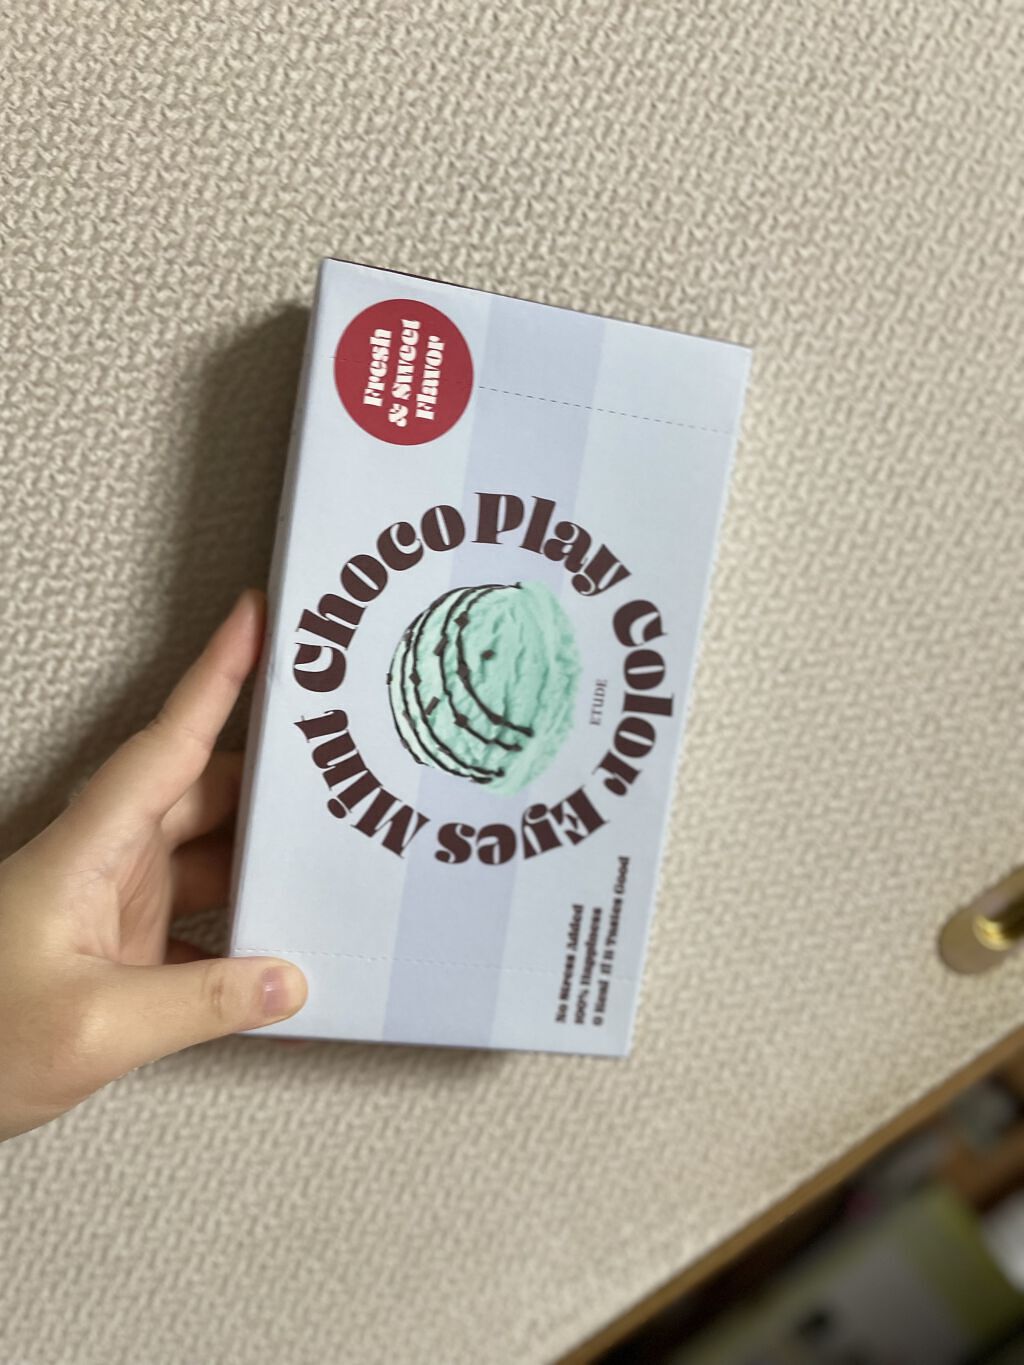 Fresh
& Sweet
Flavor
Play Color Eyes Mint Choco
ETUDE
No Stress Added
100% Happiness
0 Kcal If It Tastes Good